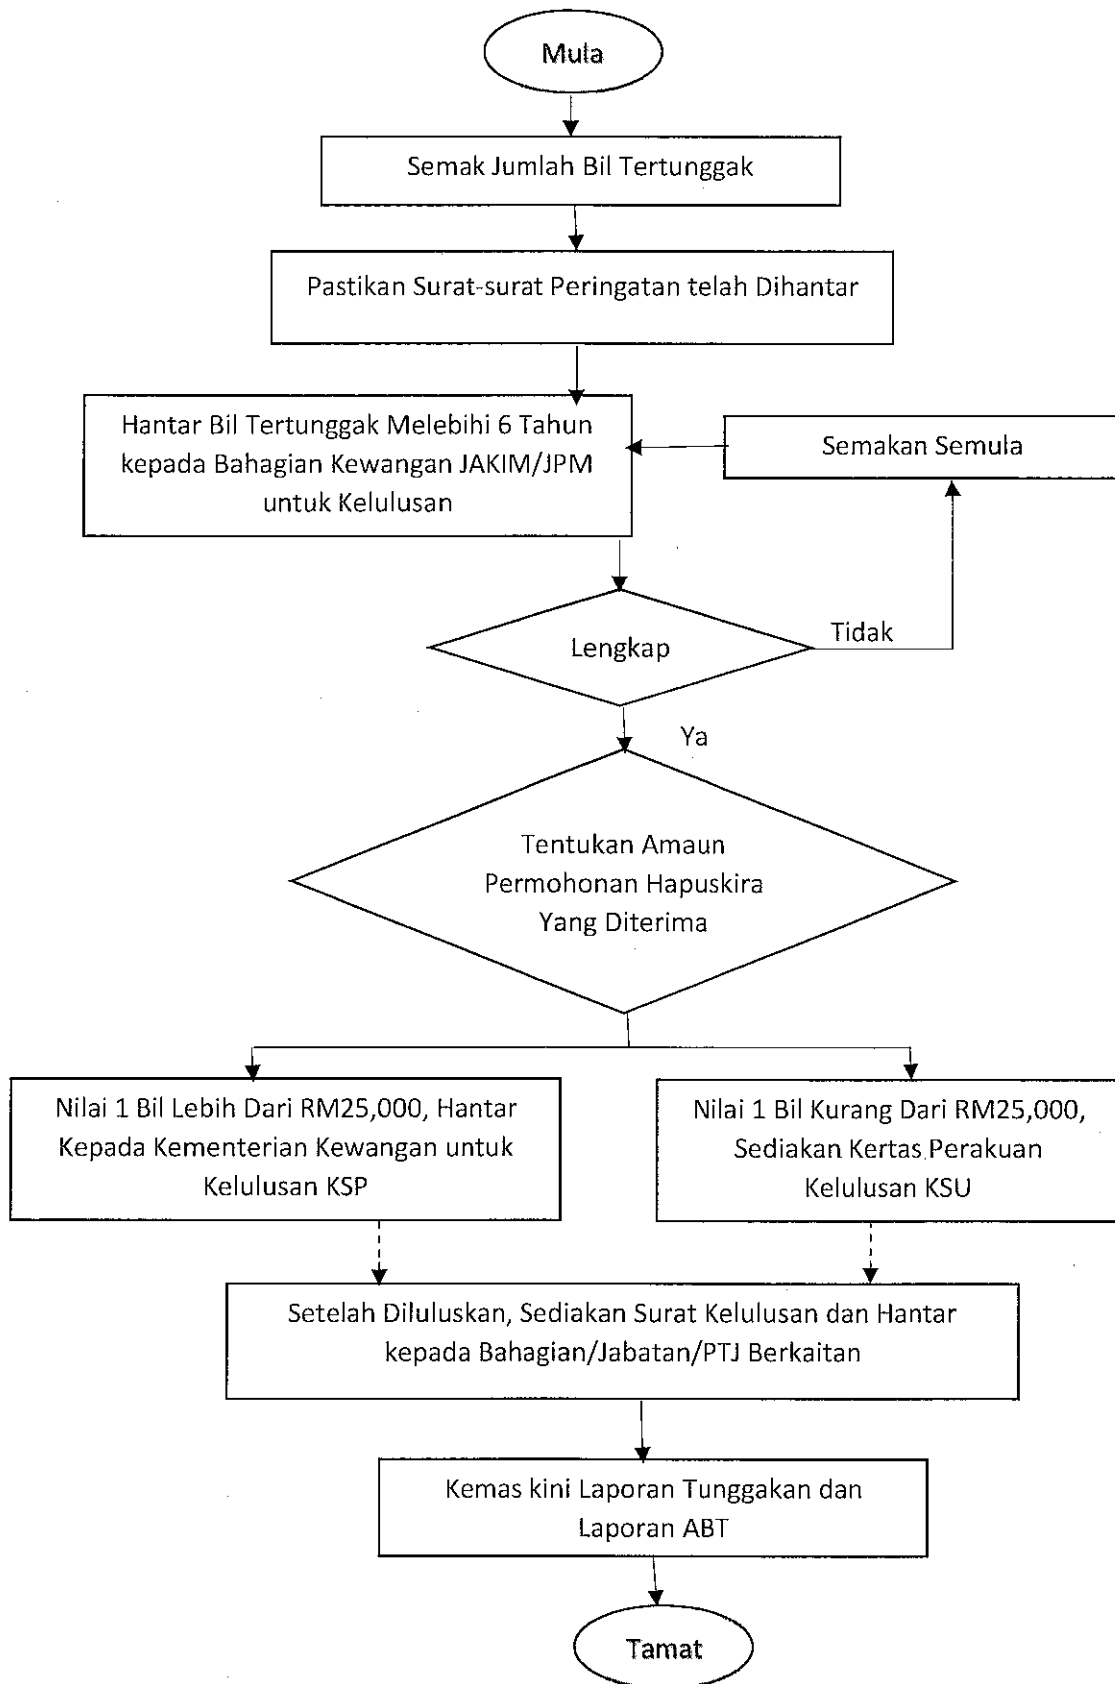 Mula
Semak Jumlah Bil Tertunggak
Pastikan Surat-surat Peringatan telah Dihantar
Hantar Bil Tertunggak Melebihi 6 Tahun
kepada Bahagian Kewangan JAKIM/JPM
untuk Kelulusan
Semakan Semula
Lengkap
Tidak
Ya
Tentukan Amaun
Permohonan Hapuskira
Yang Diterima
Nilai 1 Bil Lebih Dari RM25,000, Hantar
Kepada Kementerian Kewangan untuk
Kelulusan KSP
Nilai 1 Bil Kurang Dari RM25,000,
Sediakan Kertas Perakuan
Kelulusan KSU
Setelah Diluluskan, Sediakan Surat Kelulusan dan Hantar
kepada Bahagian/Jabatan/PTJ Berkaitan
Kemas kini Laporan Tunggakan dan
Laporan ABT
Tamat